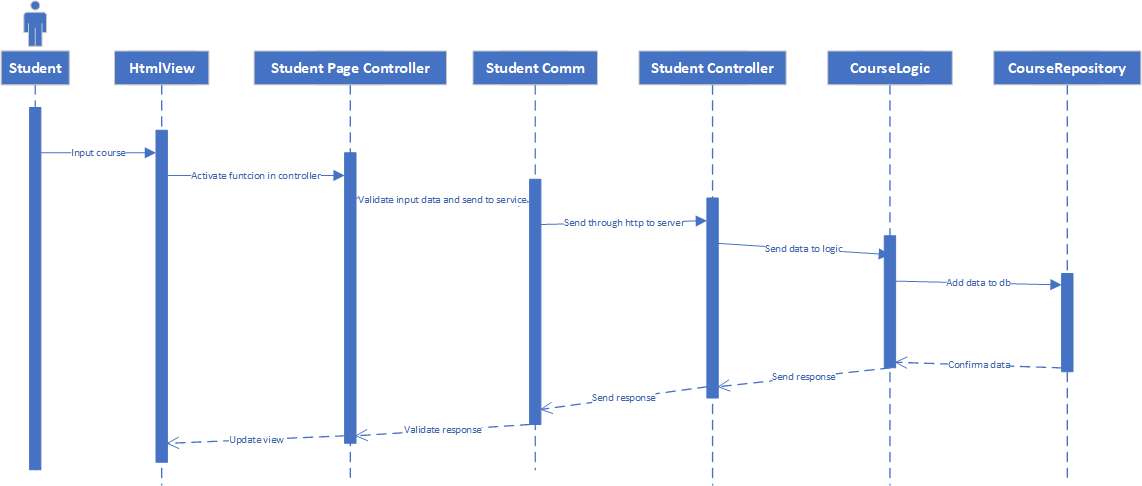 Student
HtmlView
Student Page Controller
Student Comm
Student Controller
CourseLogic
CourseRepository
Input course
Activate funtcion in controller
Validate input data and send to service
Send through http to server
Send data to logic
Add data to db
Confirma data
Send response
Send response
Validate response
Update view